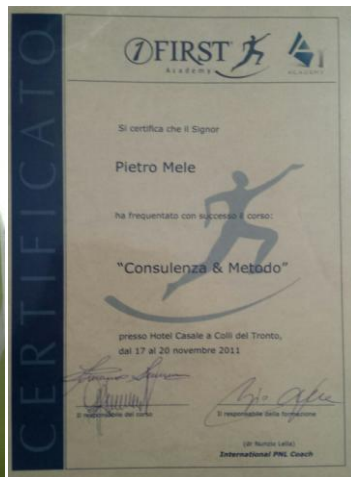 CERTIFICATO
1FIRST
Academy
ACADEMY
Si certifica che il Signor
Pietro Mele
ha frequentato con successo il corso:
"Consulenza & Metodo"
presso Hotel Casale a Colli del Tronto,
dal 17 al 20 novembre 2011
Il responsabile del corso
Il responsabile della formazione
International PNL Coach